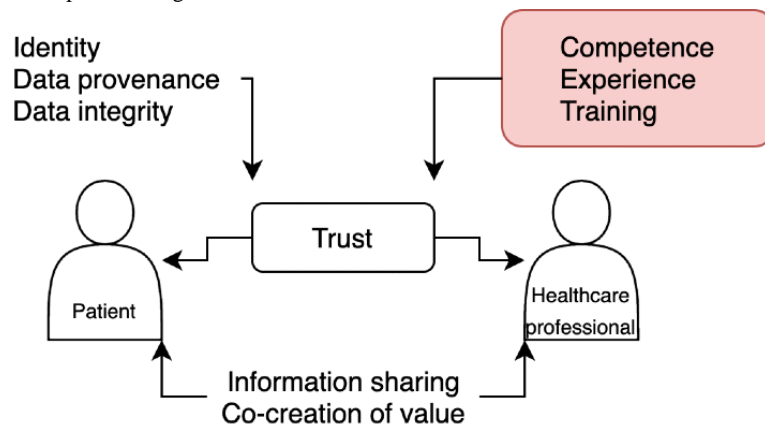 Identity
Data provenance
Data integrity
Competence
Experience
Training
Trust
Patient
Healthcare
professional
Information sharing
Co-creation of value